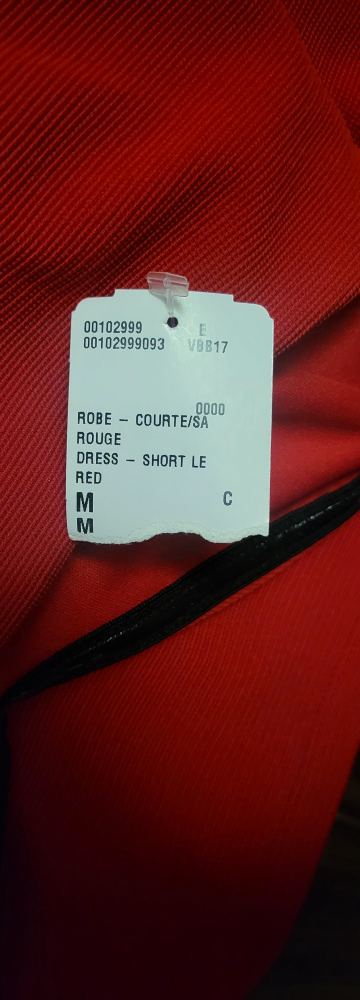 00102999 E
00102999093 VBB17
0000
ROBE – COURTE/SA
ROUGE
DRESS – SHORT LE
RED
M C
M